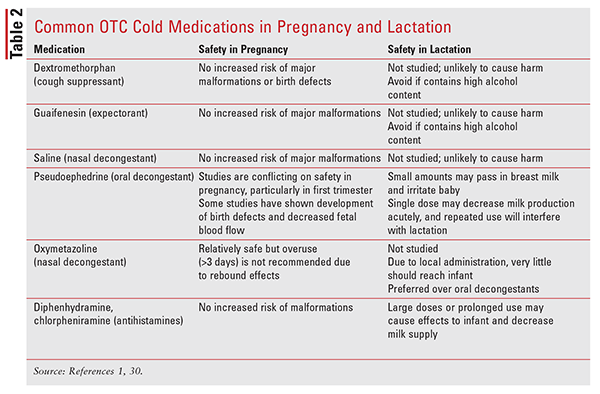 Table 2
Common OTC Cold Medications in Pregnancy and Lactation
Medication Safety in Pregnancy Safety in Lactation
Dextromethorphan No increased risk of major Not studied; unlikely to cause harm
(cough suppressant) malformations or birth defects Avoid if contains high alcohol
content
Guaifenesin (expectorant) No increased risk of major malformations Not studied; unlikely to cause harm
Avoid if contains high alcohol
content
Saline (nasal decongestant) No increased risk of major malformations Not studied; unlikely to cause harm
Pseudoephedrine (oral decongestant) Studies are conflicting on safety in Small amounts may pass in breast milk
pregnancy, particularly in first trimester and irritate baby
Some studies have shown development Single dose may decrease milk production
of birth defects and decreased fetal acutely, and repeated use will interfere
blood flow with lactation
Oxymetazoline Relatively safe but overuse Not studied
(nasal decongestant) (>3 days) is not recommended due Due to local administration, very little
to rebound effects should reach infant
Preferred over oral decongestants
Diphenhydramine, No increased risk of malformations Large doses or prolonged use may
chlorpheniramine (antihistamines) cause effects to infant and decrease
milk supply
Source: References 1, 30.